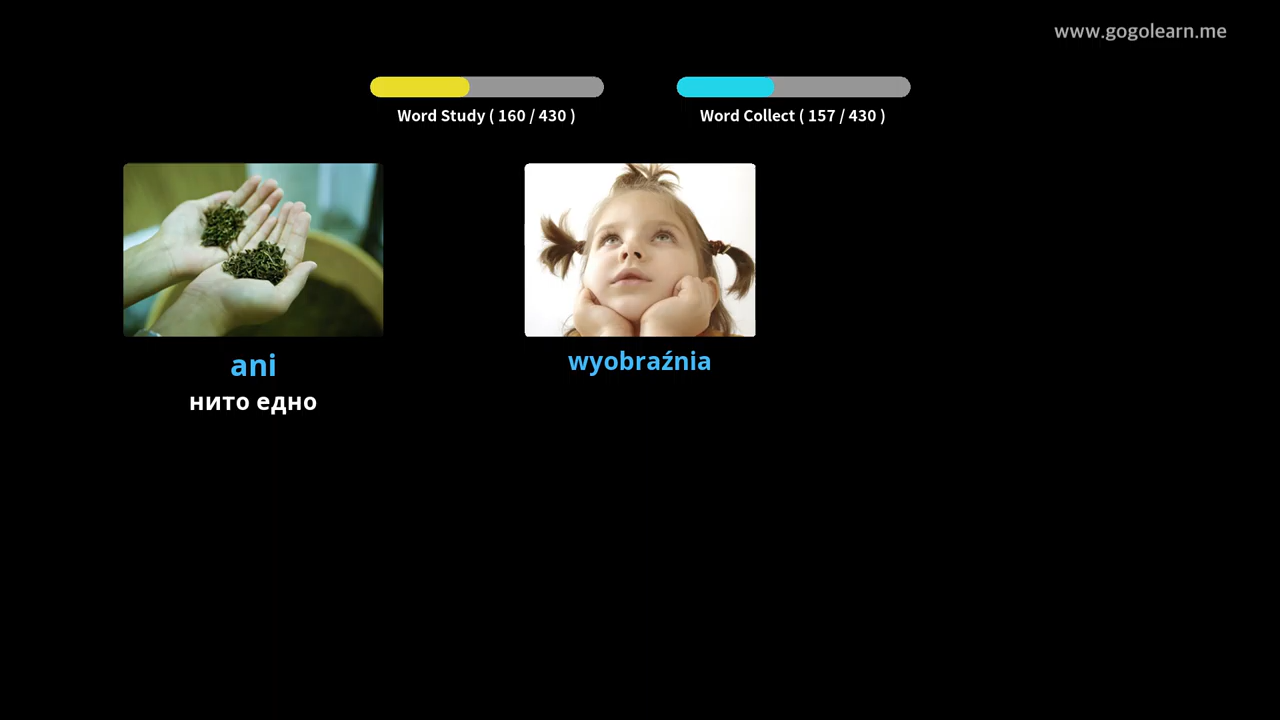 www.gogolearn.me
Word Study ( 160 / 430 )
Word Collect ( 157 / 430 )
ani
нито едно
wyobraźnia